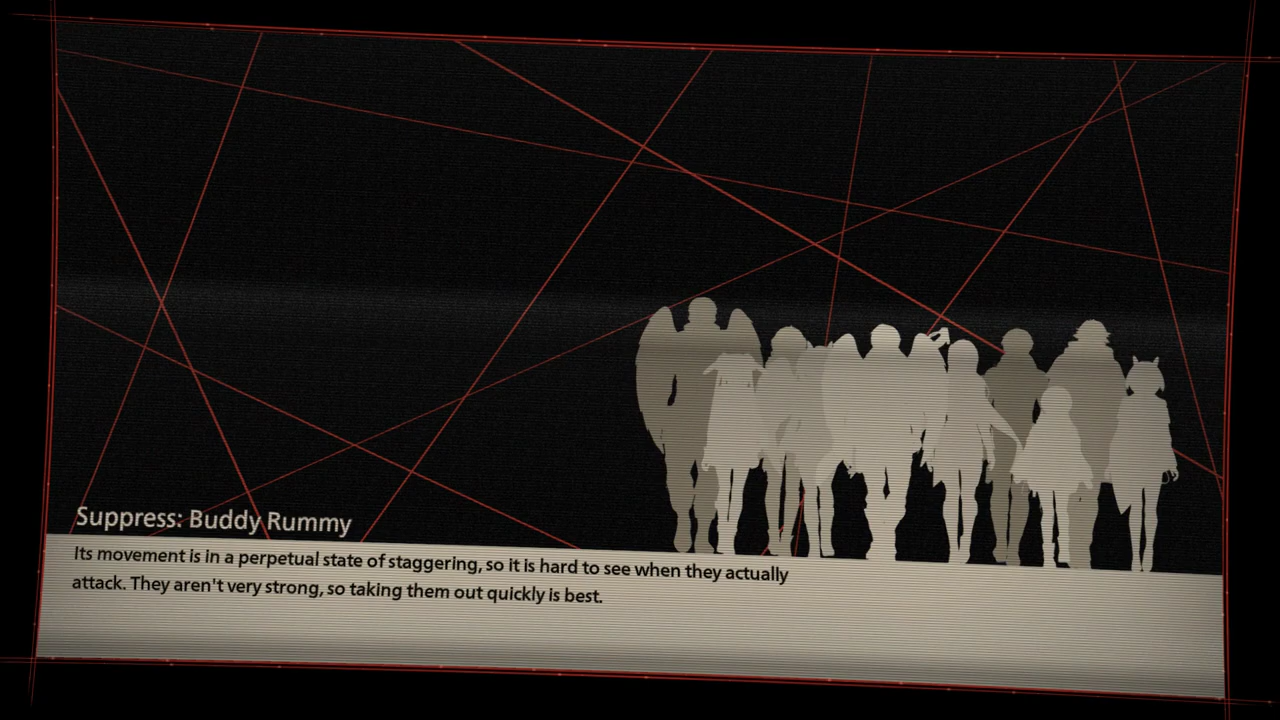 Suppress: Buddy Rummy
Its movement is in a perpetual state of staggering, so it is hard to see when they actually
attack. They aren't very strong, so taking them out quickly is best.